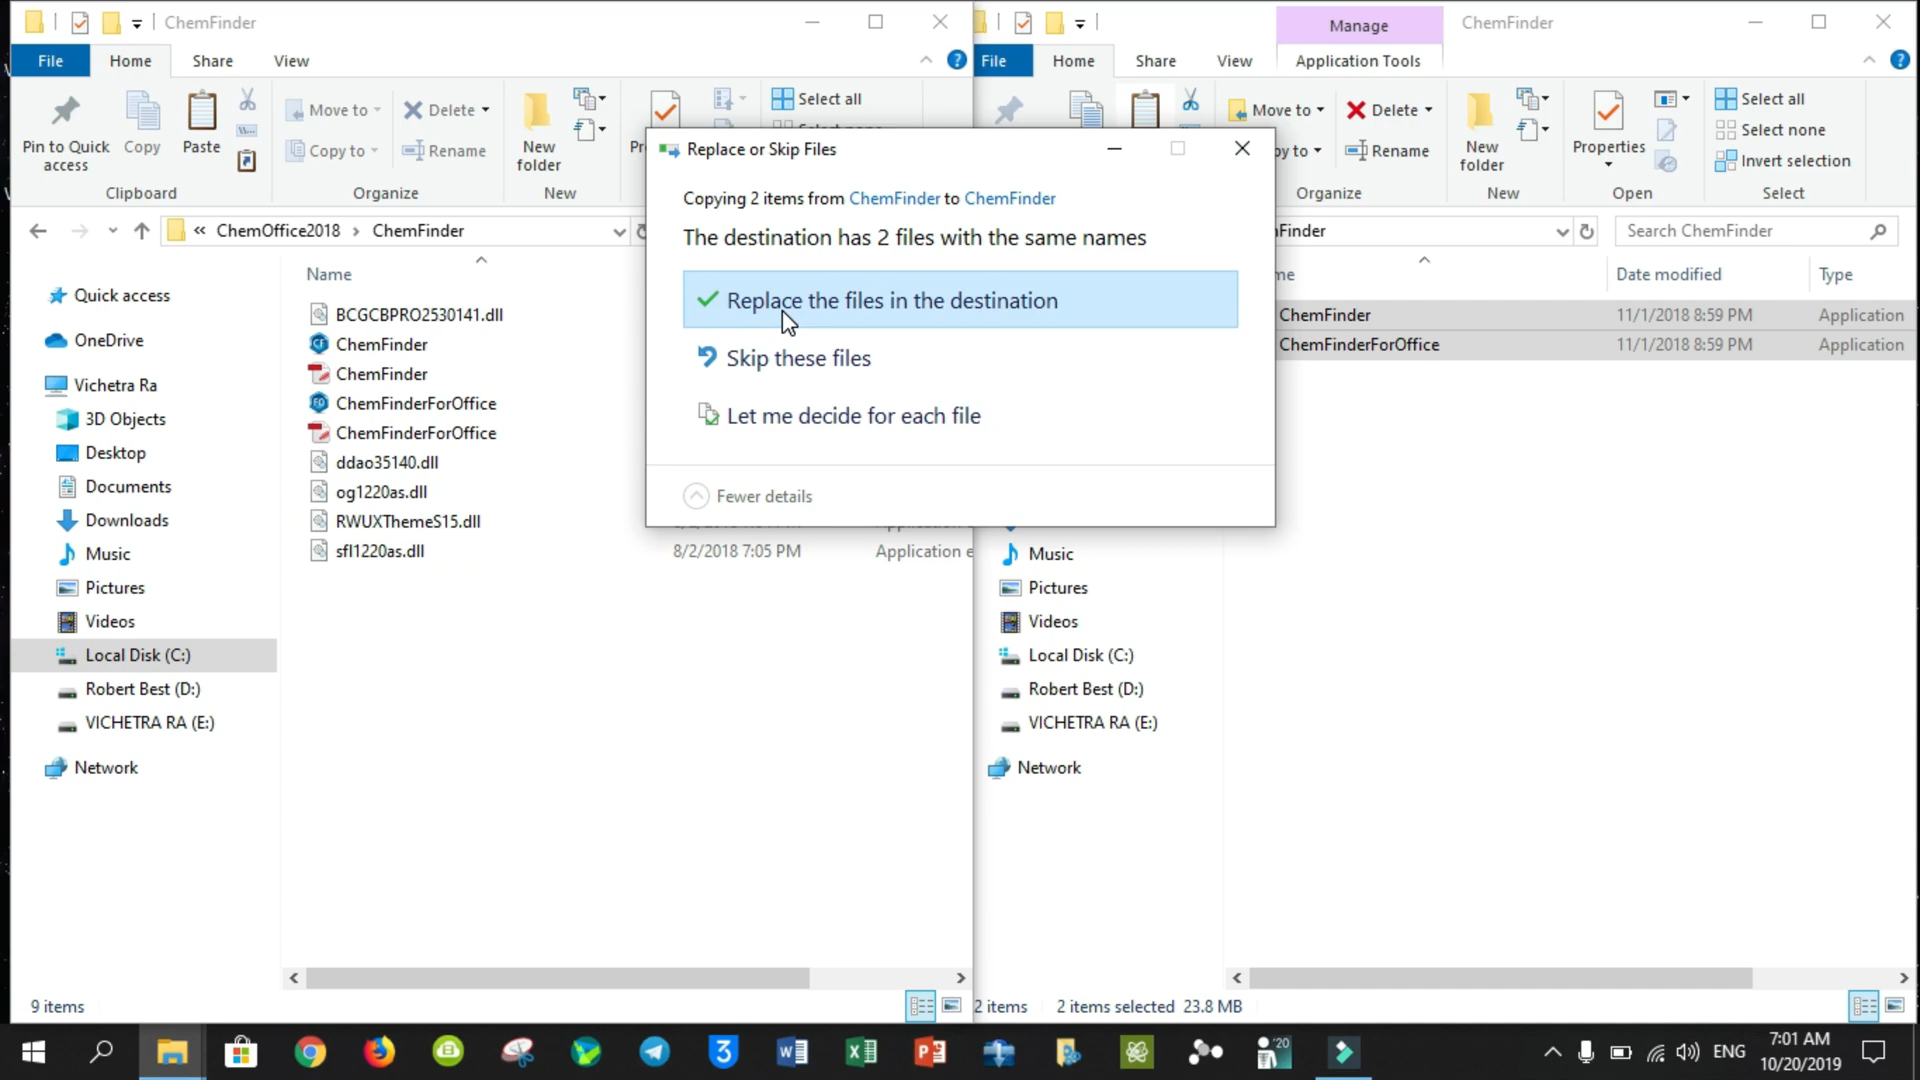 ChemFinder
File
Home
Share
View
Pin to Quick access
Copy
Paste
Move to
Copy to
Delete
Rename
New folder
Select all
Clipboard
Organize
New
ChemOffice2018 > ChemFinder
Name
Quick access
OneDrive
Vichetra Ra
3D Objects
Desktop
Documents
Downloads
Music
Pictures
Videos
Local Disk (C:)
Robert Best (D:)
VICHETRA RA (E:)
Network
BCGCBPRO2530141.dll
ChemFinder
ChemFinder
ChemFinderForOffice
ChemFinderForOffice
ddao35140.dll
og1220as.dll
RWUXThemeS15.dll
sfl1220as.dll
8/2/2018 7:05 PM
Application e
9 items
Replace or Skip Files
Copying 2 items from ChemFinder to ChemFinder
The destination has 2 files with the same names
Replace the files in the destination
Skip these files
Let me decide for each file
Fewer details
Manage
ChemFinder
File
Home
Share
View
Application Tools
Move to
Delete
Rename
New folder
Properties
Select all
Select none
Invert selection
Organize
New
Open
Select
Search ChemFinder
Date modified
Type
ChemFinder
11/1/2018 8:59 PM
Application
ChemFinderForOffice
11/1/2018 8:59 PM
Application
Music
Pictures
Videos
Local Disk (C:)
Robert Best (D:)
VICHETRA RA (E:)
Network
2 items
2 items selected 23.8 MB
ENG
7:01 AM
10/20/2019